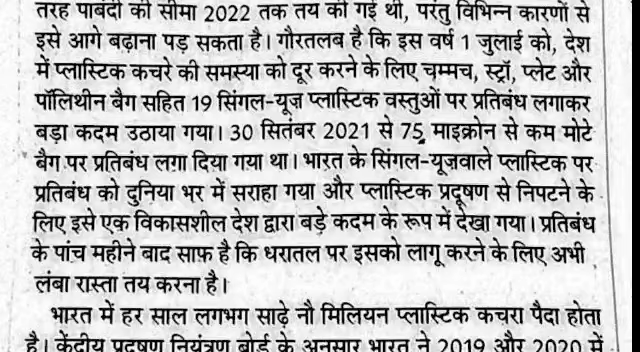 तरह पाबंदी की सीमा 2022 तक तय की गई थी, परंतु विभिन्न कारणों से
इसे आगे बढ़ाना पड़ सकता है। गौरतलब है कि इस वर्ष 1 जुलाई को, देश
में प्लास्टिक कचरे की समस्या को दूर करने के लिए चम्मच, स्ट्रॉ, प्लेट और
पॉलिथीन बैग सहित 19 सिंगल-यूज प्लास्टिक वस्तुओं पर प्रतिबंध लगाकर
बड़ा कदम उठाया गया। 30 सितंबर 2021 से 75 माइक्रोन से कम मोटे
बैग पर प्रतिबंध लगा दिया गया था। भारत के सिंगल-यूजवाले प्लास्टिक पर
प्रतिबंध को दुनिया भर में सराहा गया और प्लास्टिक प्रदूषण से निपटने के
लिए इसे एक विकासशील देश द्वारा बड़े कदम के रूप में देखा गया। प्रतिबंध
के पांच महीने बाद साफ़ है कि धरातल पर इसको लागू करने के लिए अभी
लंबा रास्ता तय करना है।
भारत में हर साल लगभग साढ़े नौ मिलियन प्लास्टिक कचरा पैदा होता
है। केंद्रीय प्रदूषण नियंत्रण बोर्ड के अनुसार भारत ने 2019 और 2020 में